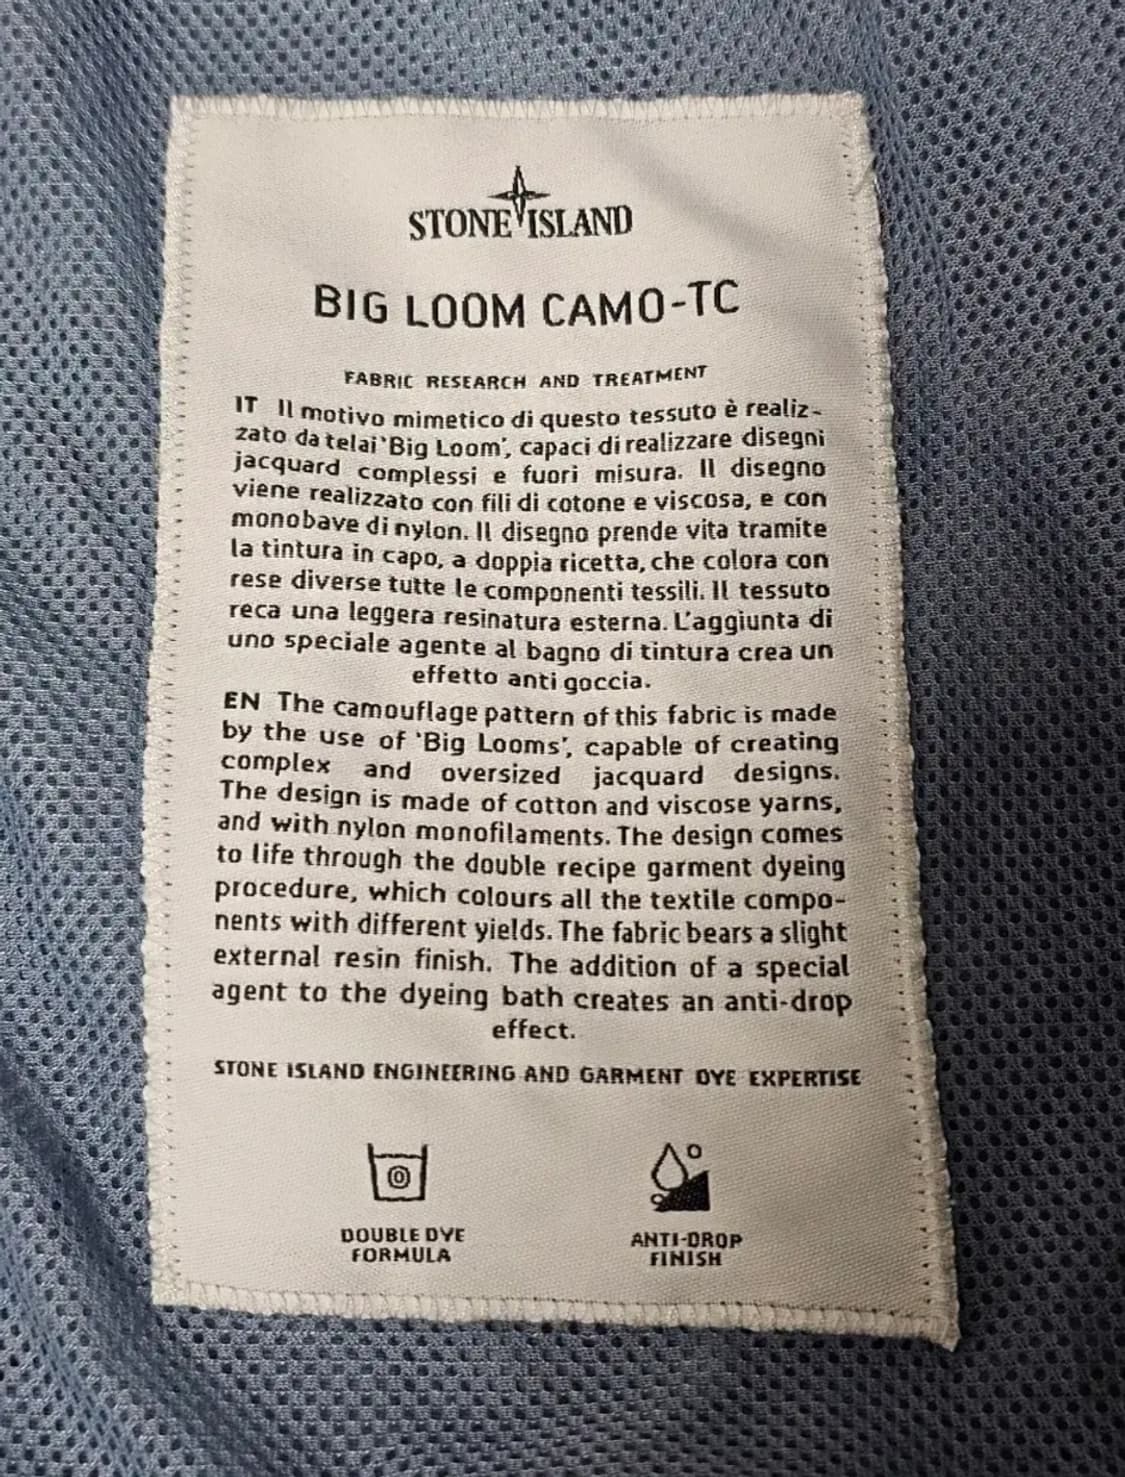 STONE ISLAND
BIG LOOM CAMO-TC
FABRIC RESEARCH AND TREATMENT
IT Il motivo mimetico di questo tessuto è realiz-
zato da telai 'Big Loom', capaci di realizzare disegni
jacquard complessi e fuori misura. Il disegno
viene realizzato con fili di cotone e viscosa, e con
monobave di nylon. Il disegno prende vita tramite
la tintura in capo, a doppia ricetta, che colora con
rese diverse tutte le componenti tessili. Il tessuto
reca una leggera resinatura esterna. L'aggiunta di
uno speciale agente al bagno di tintura crea un
effetto anti goccia.
EN The camouflage pattern of this fabric is made
by the use of 'Big Looms', capable of creating
complex and oversized jacquard designs.
The design is made of cotton and viscose yarns,
and with nylon monofilaments. The design comes
to life through the double recipe garment dyeing
procedure, which colours all the textile compo-
nents with different yields. The fabric bears a slight
external resin finish. The addition of a special
agent to the dyeing bath creates an anti-drop
effect.
STONE ISLAND ENGINEERING AND GARMENT DYE EXPERTISE
DOUBLE DYE
FORMULA
ANTI-DROP
FINISH